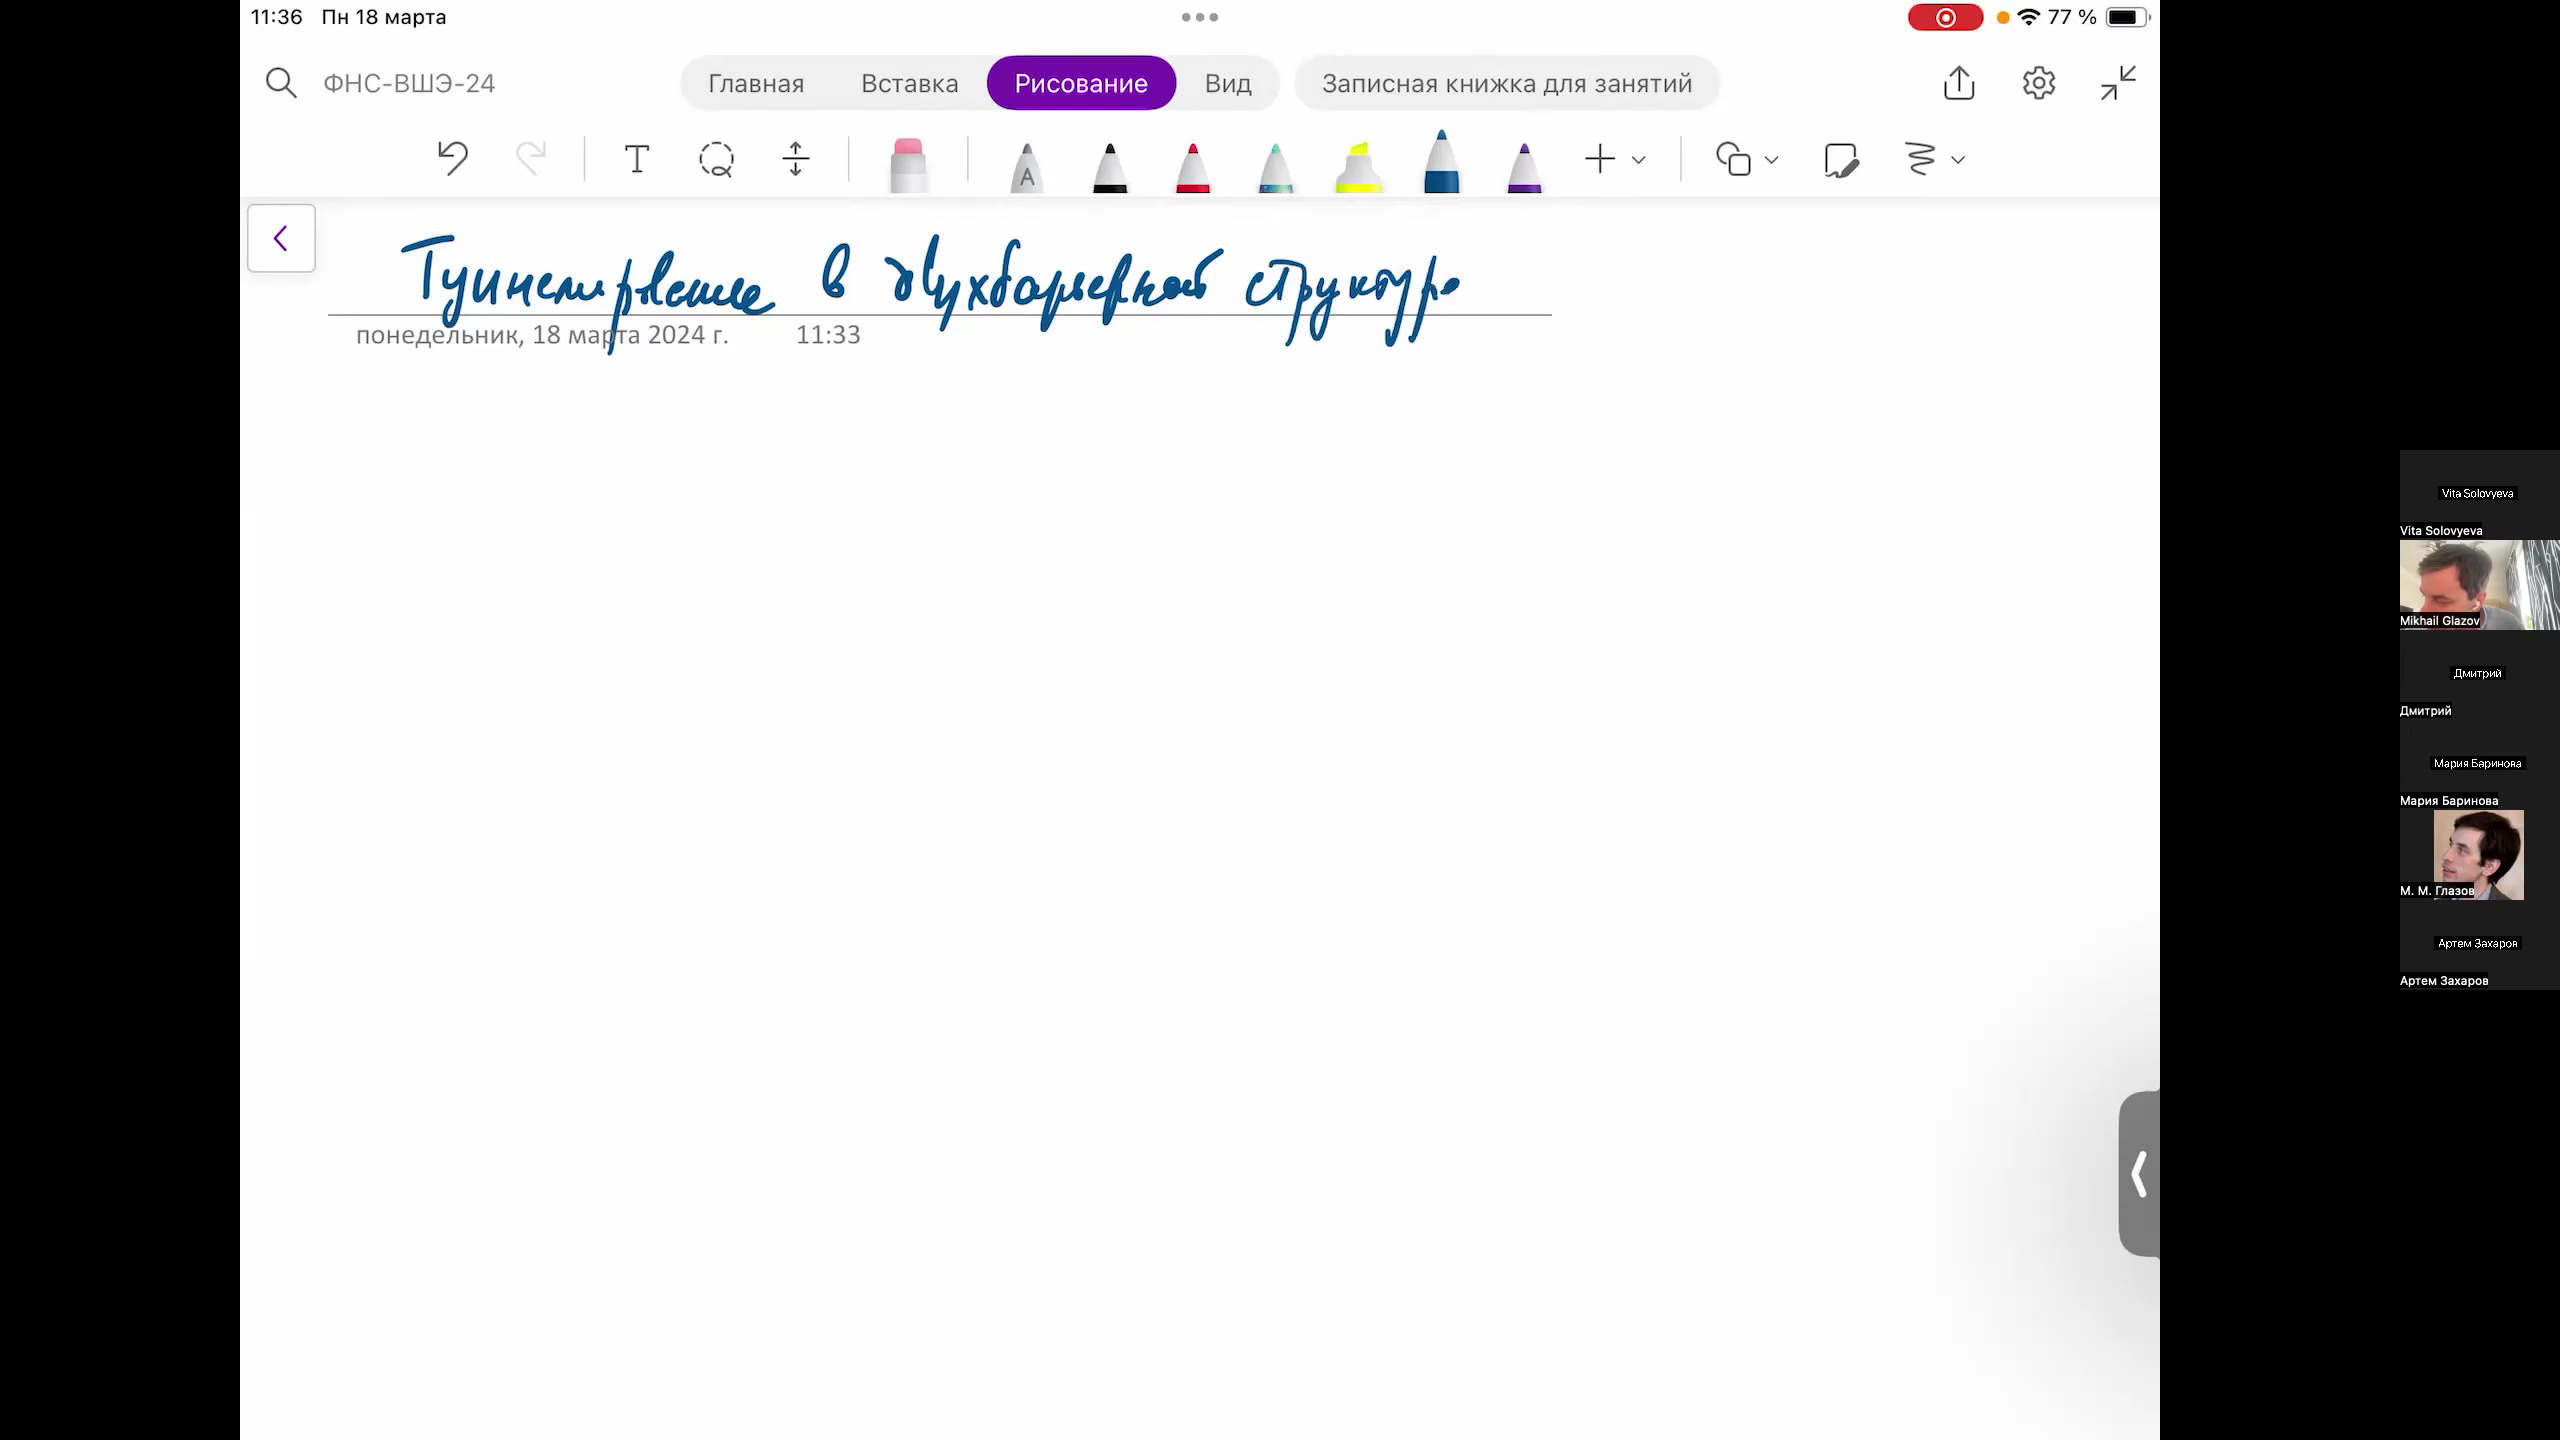 11:36 Пн 18 марта 77 %
ФНС-ВШЭ-24 Главная Вставка Рисование Вид Записная книжка для занятий
T A
Туннелирование в двухбарьерной структуре
понедельник, 18 марта 2024 г. 11:33
Vita Solovyeva
Vita Solovyeva
Mikhail Glazov
Дмитрий
Дмитрий
Мария Баринова
Мария Баринова
М. М. Глазов
Артем Захаров
Артем Захаров